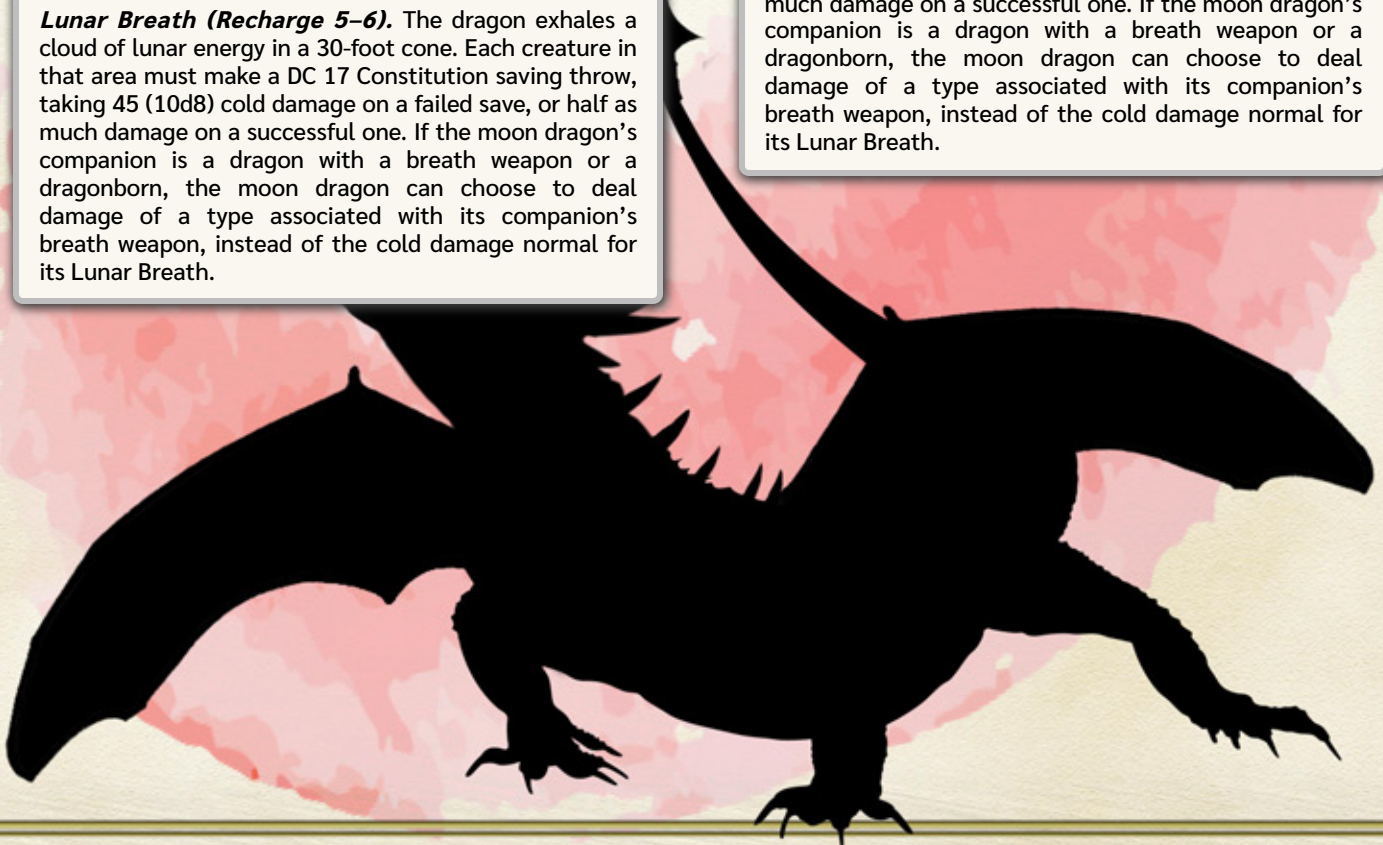 Lunar Breath (Recharge 5–6). The dragon exhales a
cloud of lunar energy in a 30-foot cone. Each creature in
that area must make a DC 17 Constitution saving throw,
taking 45 (10d8) cold damage on a failed save, or half as
much damage on a successful one. If the moon dragon’s
companion is a dragon with a breath weapon or a
dragonborn, the moon dragon can choose to deal
damage of a type associated with its companion’s
breath weapon, instead of the cold damage normal for
its Lunar Breath.
much damage on a successful one. If the moon dragon’s
companion is a dragon with a breath weapon or a
dragonborn, the moon dragon can choose to deal
damage of a type associated with its companion’s
breath weapon, instead of the cold damage normal for
its Lunar Breath.